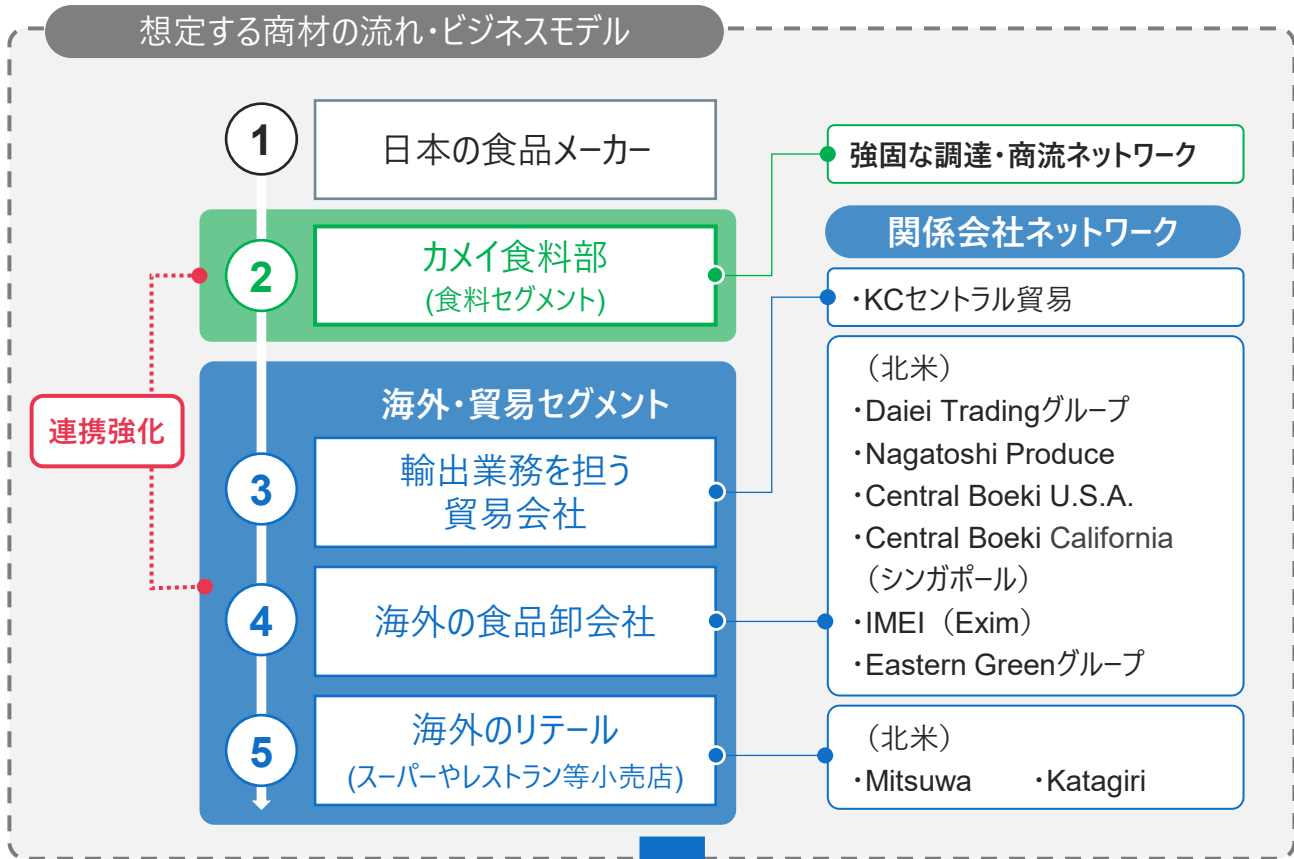 想定する商材の流れ・ビジネスモデル
1
日本の食品メーカー
強固な調達・商流ネットワーク
2
カメイ食料部
(食料セグメント)
関係会社ネットワーク
・KCセントラル貿易
連携強化
海外・貿易セグメント
3
輸出業務を担う
貿易会社
4
海外の食品卸会社
（北米）
・Daiei Tradingグループ
・Nagatoshi Produce
・Central Boeki U.S.A.
・Central Boeki California
（シンガポール）
・IMEI（Exim）
・Eastern Greenグループ
5
海外のリテール
(スーパーやレストラン等小売店)
（北米）
・Mitsuwa ・Katagiri